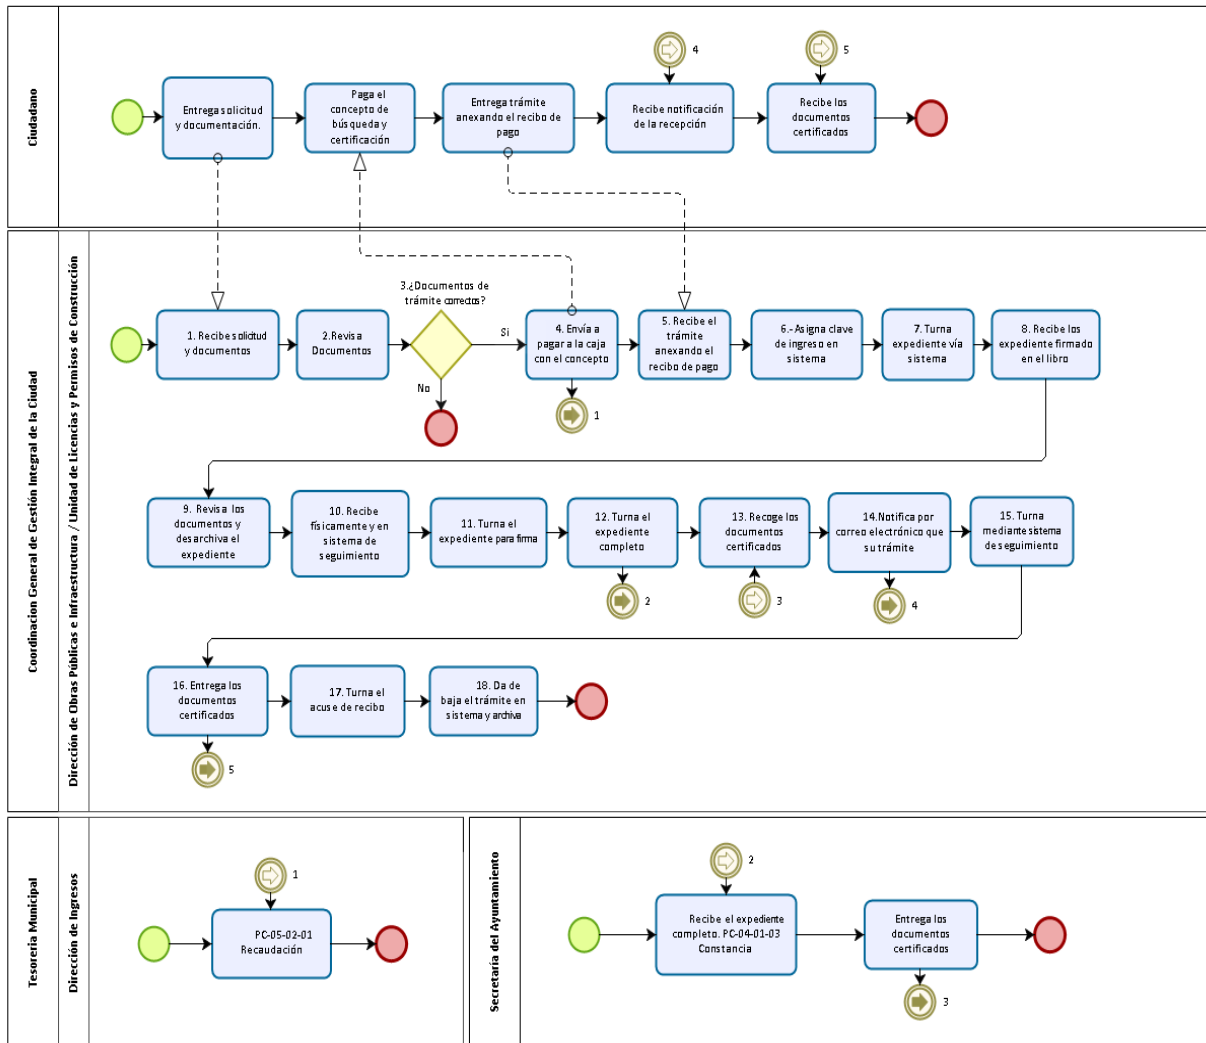 Ciudadano
4
5
Entrega solicitud
y documentación.
Paga el
concepto de
búsqueda y
certificación
Entrega trámite
anexando el recibo de
pago
Recibe notificación
de la recepción
Recibe los
documentos
certificados
Coordinacion General de Gestión Integral de la Ciudad
Dirección de Obras Públicas e Infraestructura / Unidad de Licencias y Permisos de Construcción
3.¿Documentos de
trámite correctos?
1. Recibe solicitud
y documentos
2.Revisa
Documentos
Si
No
4. Envía a
pagar a la caja
con el concepto
1
5. Recibe el
trámite
anexando el
recibo de pago
6.-Asigna clave
de ingreso en
sistema
7. Turna
expediente vía
sistema
8. Recibe los
expediente firmado
en el libro
9. Revisa los
documentos y
desarchiva el
expediente
10. Recibe
físicamente y en
sistema de
seguimiento
11. Turna el
expediente para firma
12. Turna el
expediente
completo
2
13. Recoge los
documentos
certificados
3
14.Notifica por
correo electrónico que
su trámite
4
15. Turna
mediante sistema
de seguimiento
16. Entrega los
documentos
certificados
5
17. Turna el
acuse de recibo
18. Da de
baja el trámite en
sistema y archiva
Tesorería Municipal
Dirección de Ingresos
1
PC-05-02-01
Recaudación
Secretaría del Ayuntamiento
2
Recibe el expediente
completo. PC-04-01-03
Constancia
Entrega los
documentos
certificados
3